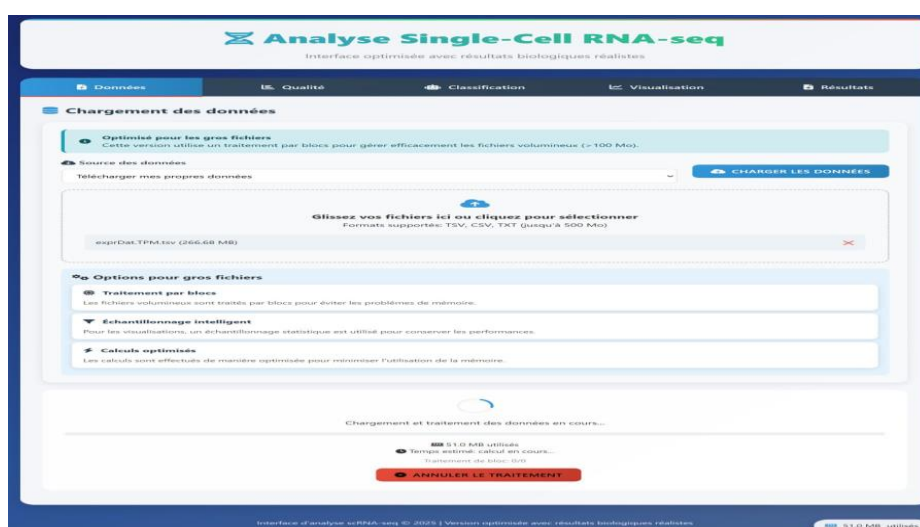 Analyse Single-Cell RNA-seq
Interface optimisée avec résultats biologiques réalistes
Données Qualité Classification Visualisation Résultats
Chargement des données
Optimisé pour les gros fichiers
Cette version utilise un traitement par blocs pour gérer efficacement les fichiers volumineux (>100 Mo).
Source des données
Télécharger mes propres données
CHARGER LES DONNÉES
Glissez vos fichiers ici ou cliquez pour sélectionner
Formats supportés: TSV, CSV, TXT (jusqu'à 500 Mo)
exprDat.TPM.tsv (266.68 MB)
Options pour gros fichiers
Traitement par blocs
Les fichiers volumineux sont traités par blocs pour éviter les problèmes de mémoire.
Échantillonnage intelligent
Pour les visualisations, un échantillonnage statistique est utilisé pour conserver les performances.
Calculs optimisés
Les calculs sont effectués de manière optimisée pour minimiser l'utilisation de la mémoire.
Chargement et traitement des données en cours...
51.0 MB utilisés
Temps estimé: calcul en cours...
Traitement de bloc: 0/0
ANNULER LE TRAITEMENT
Interface d'analyse scRNA-seq © 2025 | Version optimisée avec résultats biologiques réalistes
51.0 MB utilisés